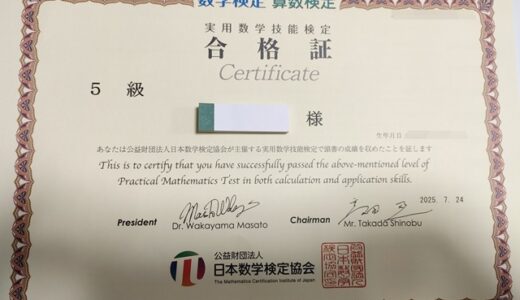 数学検定 算数検定
実用数学技能検定
合格証
Certificate
5 級
様
生年月日
あなたは公益財団法人日本数学検定協会が主催する実用数学技能検定で頭書の成績を収めたことを証します
This is to certify that you have successfully passed the above-mentioned level of
Practical Mathematics Test in both calculation and application skills.
2025. 7. 24
President
Dr. Wakayama Masato
Chairman
Mr. Takada Shinobu
公益財団法人
日本数学検定協会
The Mathematics Certification Institute of Japan